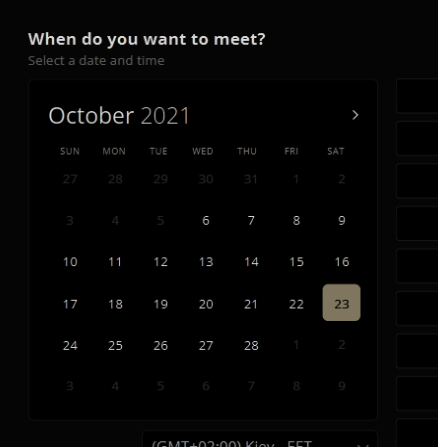 When do you want to meet?
Select a date and time
October 2021 >
SUN MON TUE WED THU FRI SAT
27 28 29 30 31 1 2
3 4 5 6 7 8 9
10 11 12 13 14 15 16
17 18 19 20 21 22 23
24 25 26 27 28 1 2
3 4 5 6 7 8 9
(GMT+02:00) Kiev - EET